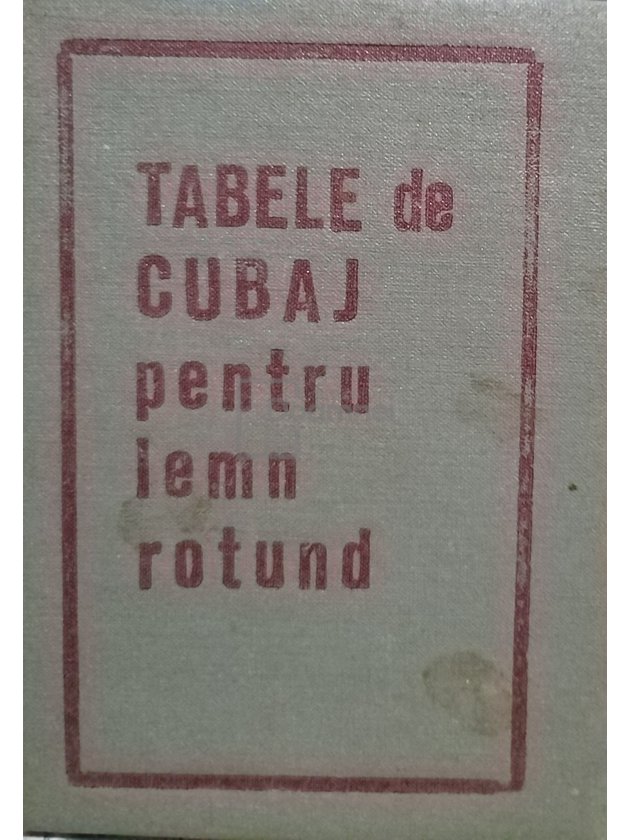 TABELE de
CUBAJ
pentru
lemn
rotund